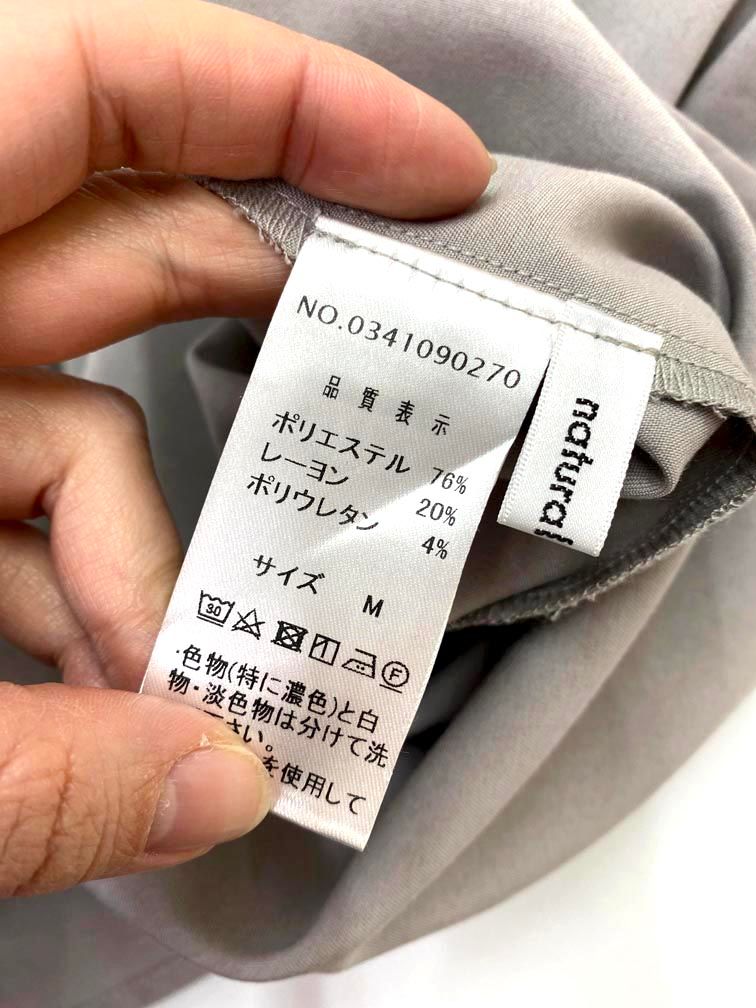 NO.0341090270
品質表示
ポリエステル 76%
レーヨン 20%
ポリウレタン 4%
サイズ M
30 F
・色物(特に濃色)と白
物・淡色物は分けて洗
さい。
を使用して
natural